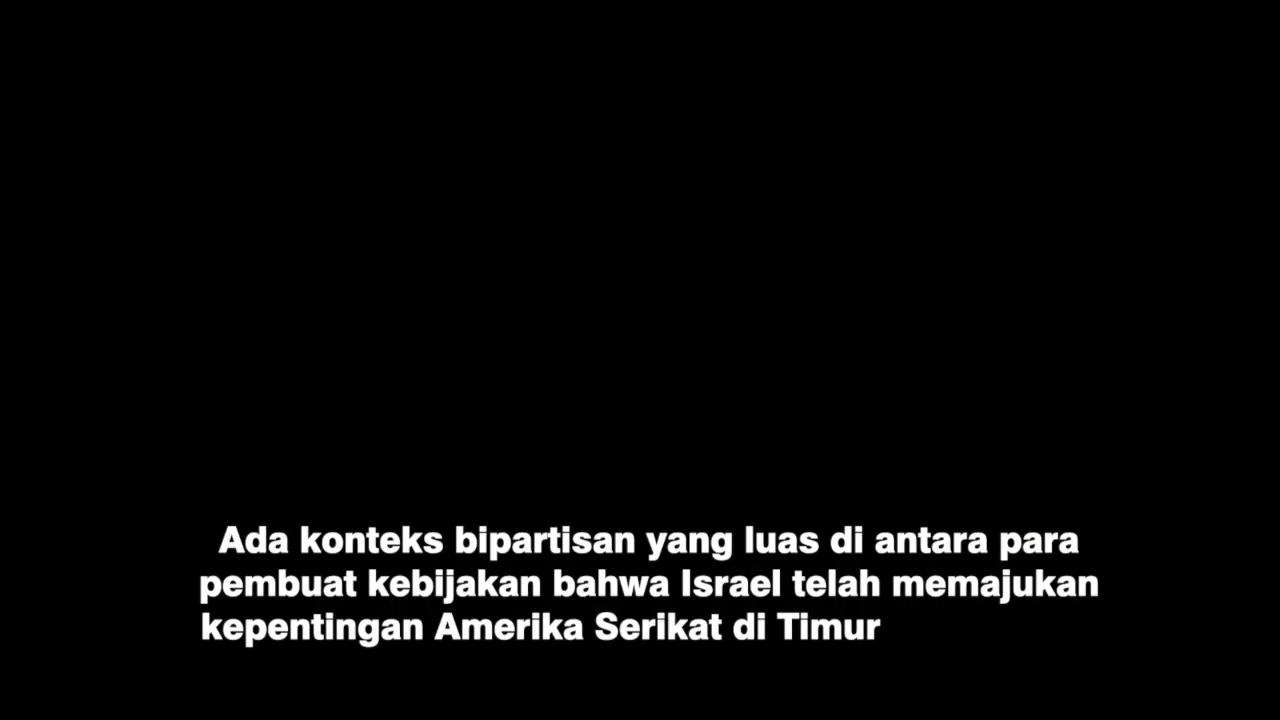 Ada konteks bipartisan yang luas di antara para
pembuat kebijakan bahwa Israel telah memajukan
kepentingan Amerika Serikat di Timur